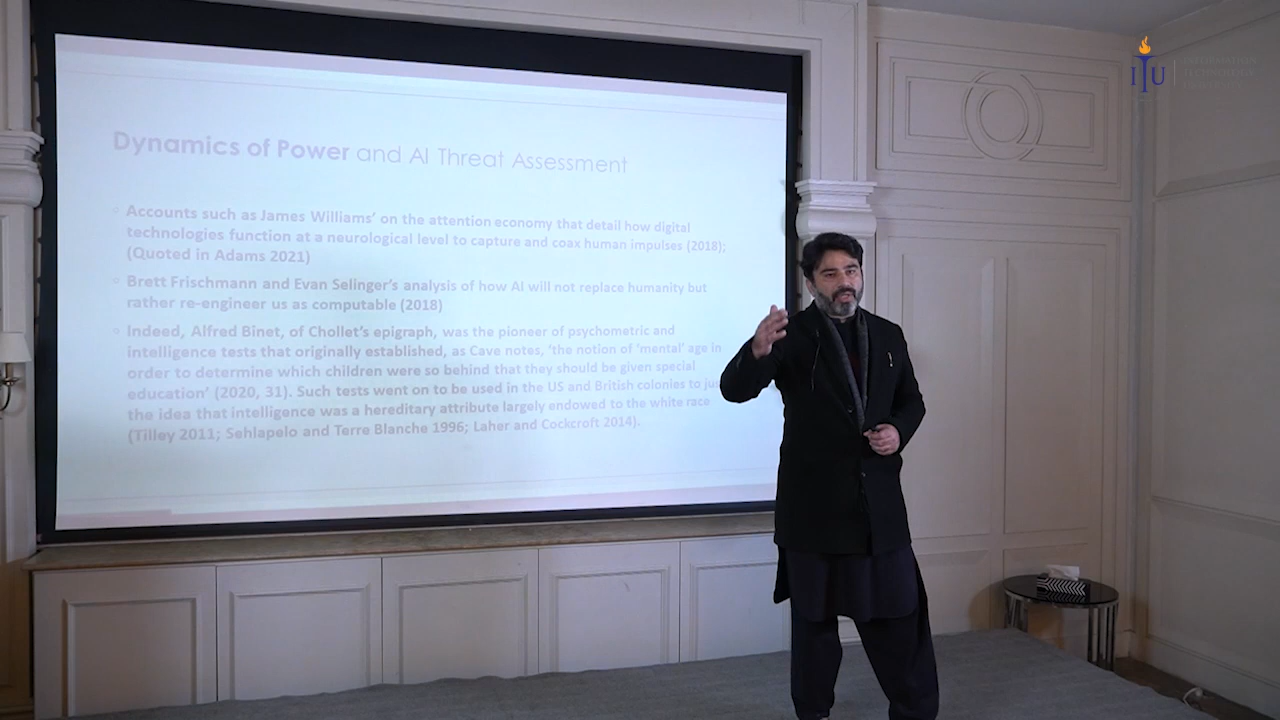 ITU
INFORMATION
TECHNOLOGY
UNIVERSITY
Dynamics of Power and AI Threat Assessment
Accounts such as James Williams' on the attention economy that detail how digital
technologies function at a neurological level to capture and coax human impulses (2018);
(Quoted in Adams 2021)
Brett Frischmann and Evan Selinger's analysis of how AI will not replace humanity but
rather re-engineer us as computable (2018)
Indeed, Alfred Binet, of Chollet's epigraph, was the pioneer of psychometric and
intelligence tests that originally established, as Cave notes, 'the notion of 'mental' age in
order to determine which children were so behind that they should be given special
education' (2020, 31). Such tests went on to be used in the US and British colonies to
the idea that intelligence was a hereditary attribute largely endowed to the white race
(Tilley 2011; Sehlapelo and Terre Blanche 1996; Laher and Cockcroft 2014).